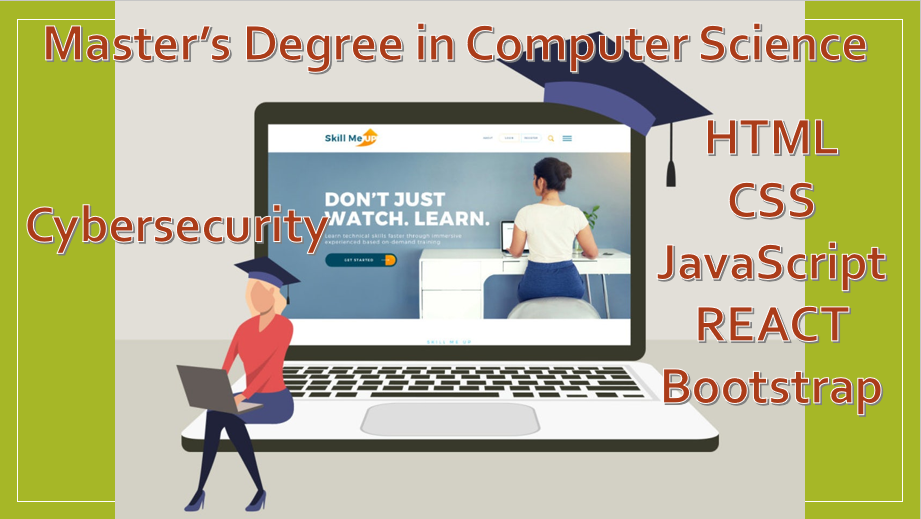 Master's Degree in Computer Science
HTML
CSS
JavaScript
REACT
Bootstrap
Cybersecurity
Skill Me UP
ABOUT LOGIN REGISTER
DON'T JUST
WATCH. LEARN.
Learn technical skills faster through immersive
experienced based on-demand training.
GET STARTED
SKILL ME UP